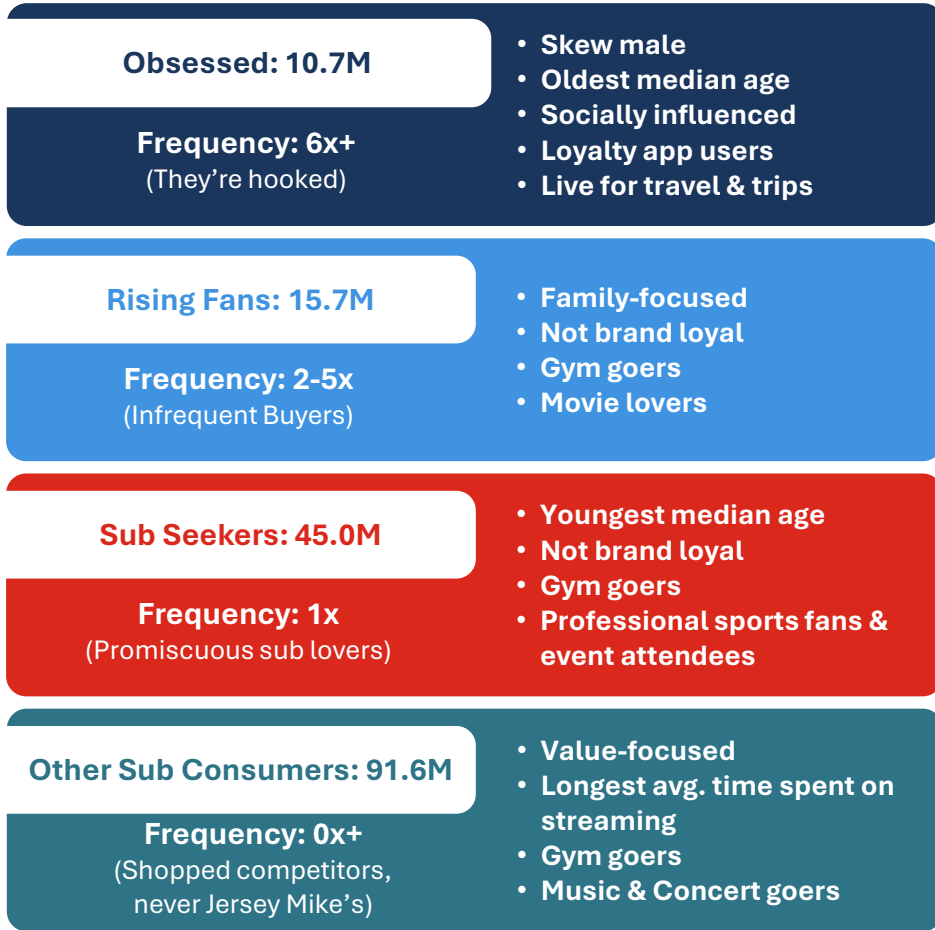 Obsessed: 10.7M
Frequency: 6x+
(They're hooked)
• Skew male
• Oldest median age
• Socially influenced
• Loyalty app users
• Live for travel & trips
Rising Fans: 15.7M
Frequency: 2-5x
(Infrequent Buyers)
• Family-focused
• Not brand loyal
• Gym goers
• Movie lovers
Sub Seekers: 45.0M
Frequency: 1x
(Promiscuous sub lovers)
• Youngest median age
• Not brand loyal
• Gym goers
• Professional sports fans &
event attendees
Other Sub Consumers: 91.6M
Frequency: 0x+
(Shopped competitors,
never Jersey Mike's)
• Value-focused
• Longest avg. time spent on
streaming
• Gym goers
• Music & Concert goers